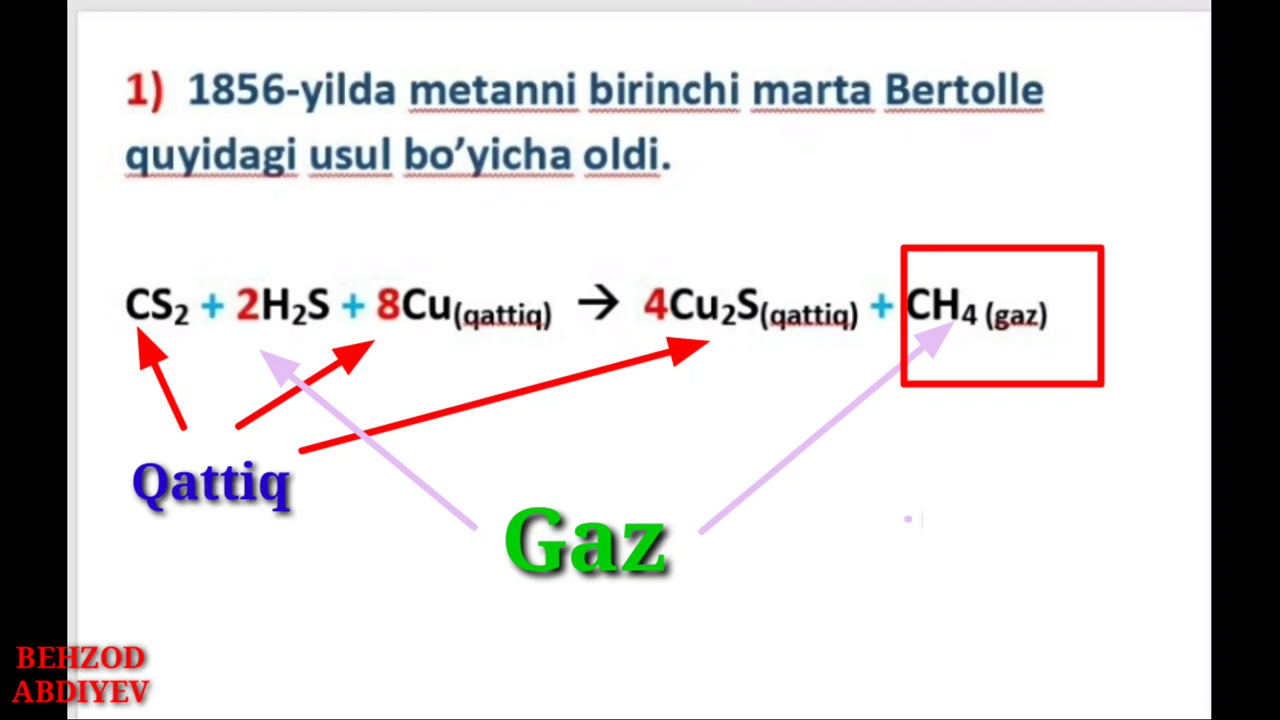 1) 1856-yilda metanni birinchi marta Bertolle
quyidagi usul bo’yicha oldi.
CS₂ + 2H₂S + 8Cu(qattiq) → 4Cu₂S(qattiq) + CH₄ (gaz)
Qattiq
Gaz
BEHZOD
ABDIYEV